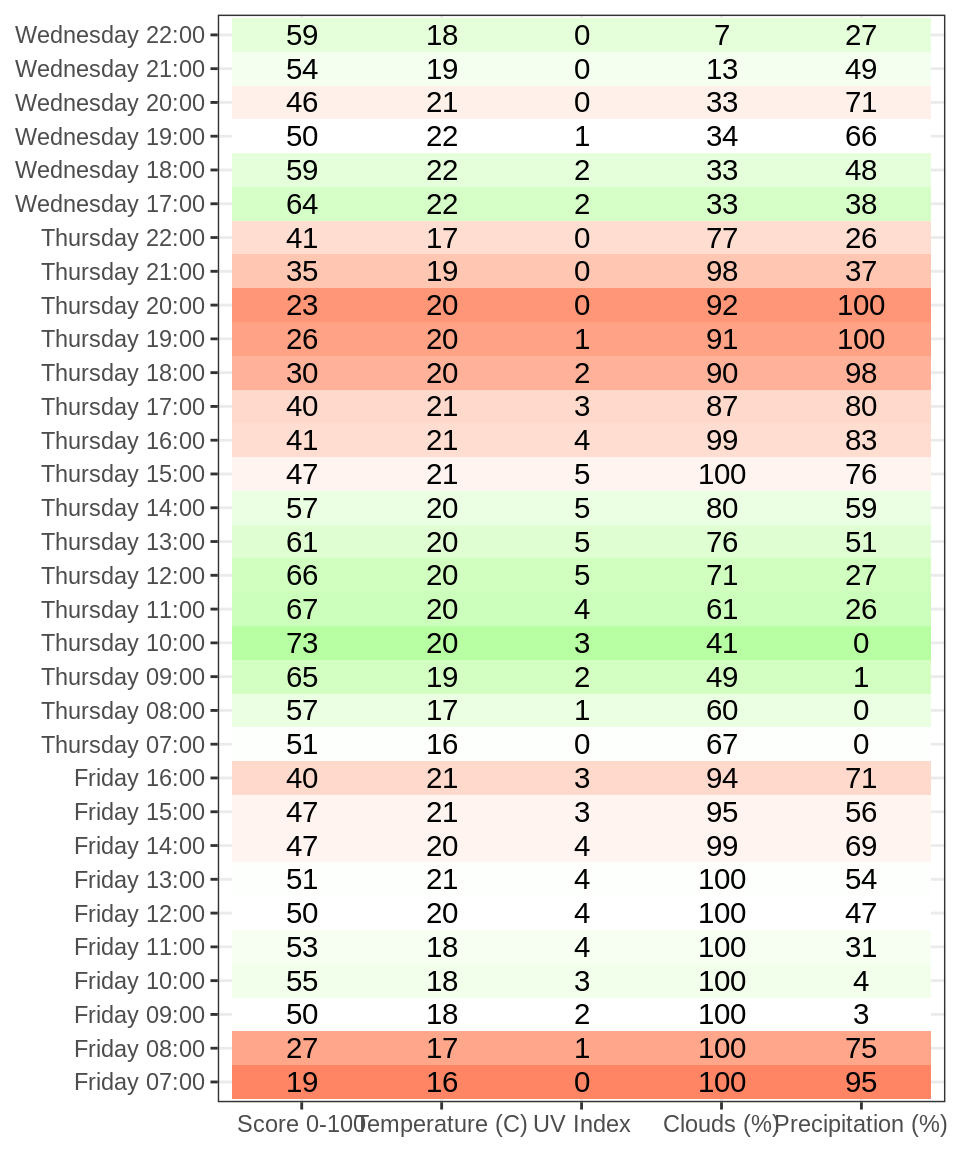 Wednesday 22:00 59 18 0 7 27
Wednesday 21:00 54 19 0 13 49
Wednesday 20:00 46 21 0 33 71
Wednesday 19:00 50 22 1 34 66
Wednesday 18:00 59 22 2 33 48
Wednesday 17:00 64 22 2 33 38
Thursday 22:00 41 17 0 77 26
Thursday 21:00 35 19 0 98 37
Thursday 20:00 23 20 0 92 100
Thursday 19:00 26 20 1 91 100
Thursday 18:00 30 20 2 90 98
Thursday 17:00 40 21 3 87 80
Thursday 16:00 41 21 4 99 83
Thursday 15:00 47 21 5 100 76
Thursday 14:00 57 20 5 80 59
Thursday 13:00 61 20 5 76 51
Thursday 12:00 66 20 5 71 27
Thursday 11:00 67 20 4 61 26
Thursday 10:00 73 20 3 41 0
Thursday 09:00 65 19 2 49 1
Thursday 08:00 57 17 1 60 0
Thursday 07:00 51 16 0 67 0
Friday 16:00 40 21 3 94 71
Friday 15:00 47 21 3 95 56
Friday 14:00 47 20 4 99 69
Friday 13:00 51 21 4 100 54
Friday 12:00 50 20 4 100 47
Friday 11:00 53 18 4 100 31
Friday 10:00 55 18 3 100 4
Friday 09:00 50 18 2 100 3
Friday 08:00 27 17 1 100 75
Friday 07:00 19 16 0 100 95
Score 0-100 Temperature (C) UV Index Clouds (%) Precipitation (%)